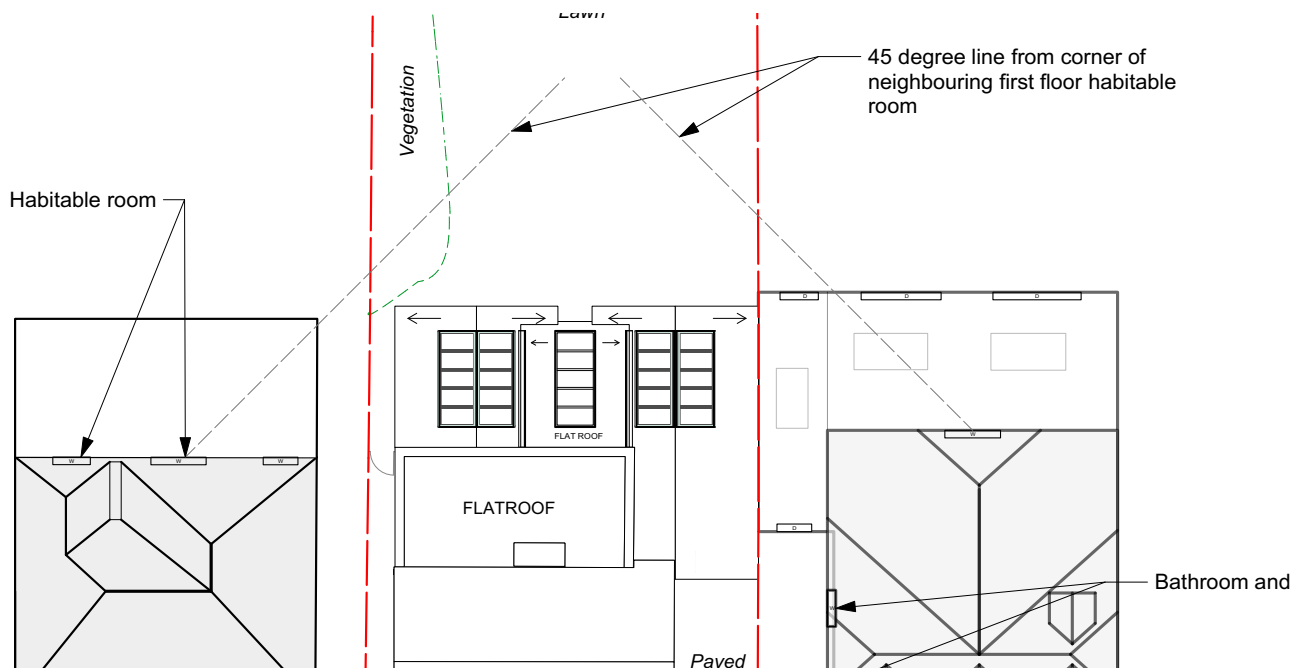 Lawn
45 degree line from corner of
neighbouring first floor habitable
room
Vegetation
Habitable room
D
D
D
FLAT ROOF
W
W
W
W
FLATROOF
D
Bathroom and
W
Paved